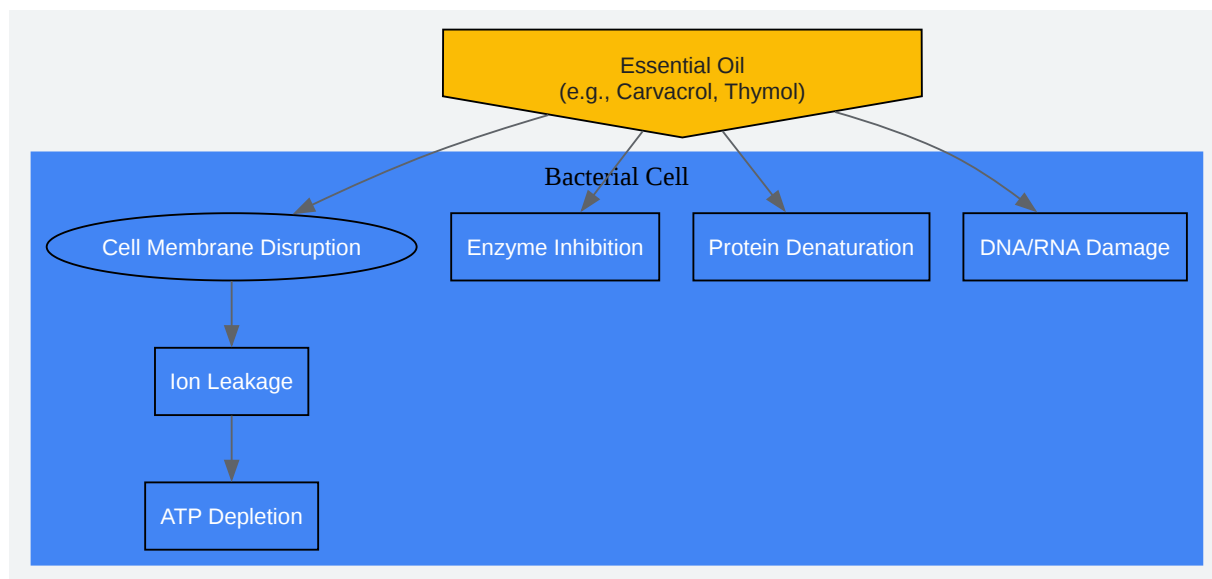 Essential Oil
(e.g., Carvacrol, Thymol)
Bacterial Cell
Cell Membrane Disruption
Enzyme Inhibition
Protein Denaturation
DNA/RNA Damage
Ion Leakage
ATP Depletion